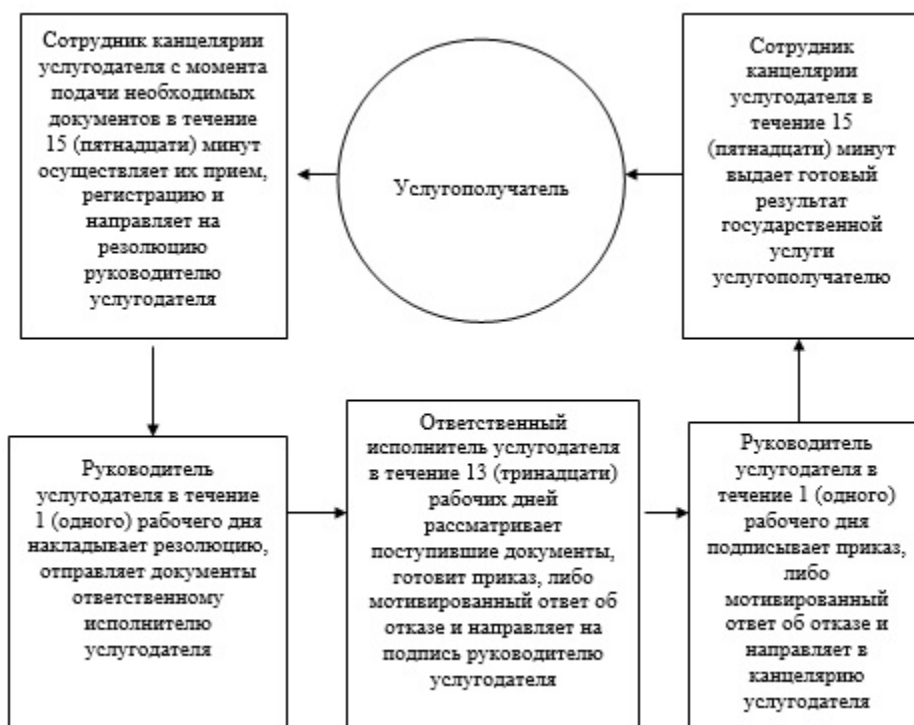 Сотрудник канцелярии
услугодателя с момента
подачи необходимых
документов в течение
15 (пятнадцати) минут
осуществляет их прием,
регистрацию и
направляет на
резолюцию
руководителю
услугодателя
Услугополучатель
Сотрудник
канцелярии
услугодателя в
течение 15
(пятнадцати) минут
выдает готовый
результат
государственной
услуги
услугополучателю
Руководитель
услугодателя в течение
1 (одного) рабочего дня
накладывает резолюцию,
отправляет документы
ответственному
исполнителю
услугодателя
Ответственный
исполнитель услугодателя
в течение 13 (тринадцати)
рабочих дней
рассматривает
поступившие документы,
готовит приказ, либо
мотивированный ответ об
отказе и направляет на
подпись руководителю
услугодателя
Руководитель
услугодателя в
течение 1 (одного)
рабочего дня
подписывает приказ,
либо
мотивированный
ответ об отказе и
направляет в
канцелярию
услугодателя